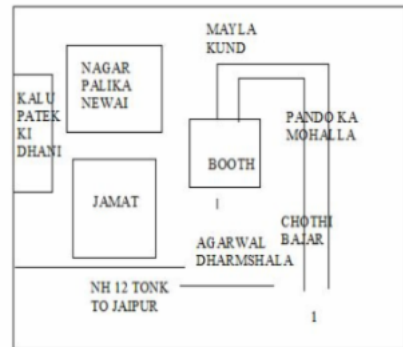 MAYLA
KUND
NAGAR
PALIKA
NEWAI
KALU
PATEK
KI
DHANI
PANDO KA
MOHALLA
BOOTH
JAMAT
CHOTHI
BAJAR
AGARWAL
DHARMSHALA
NH 12 TONK
TO JAIPUR
1